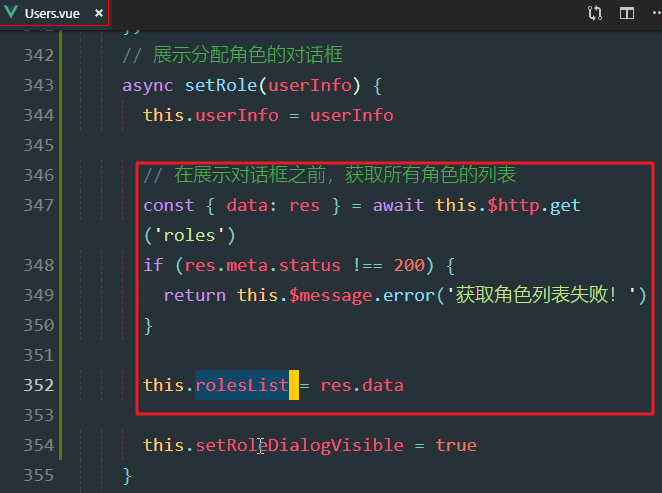 Users.vue ×
342 // 展示分配角色的对话框
343 async setRole(userInfo) {
344 this.userInfo = userInfo
345
346 // 在展示对话框之前，获取所有角色的列表
347 const { data: res } = await this.$http.get
('roles')
348 if (res.meta.status !== 200) {
349 return this.$message.error('获取角色列表失败！')
350 }
351
352 this.rolesList = res.data
353
354 this.setRoleDialogVisible = true
355 }